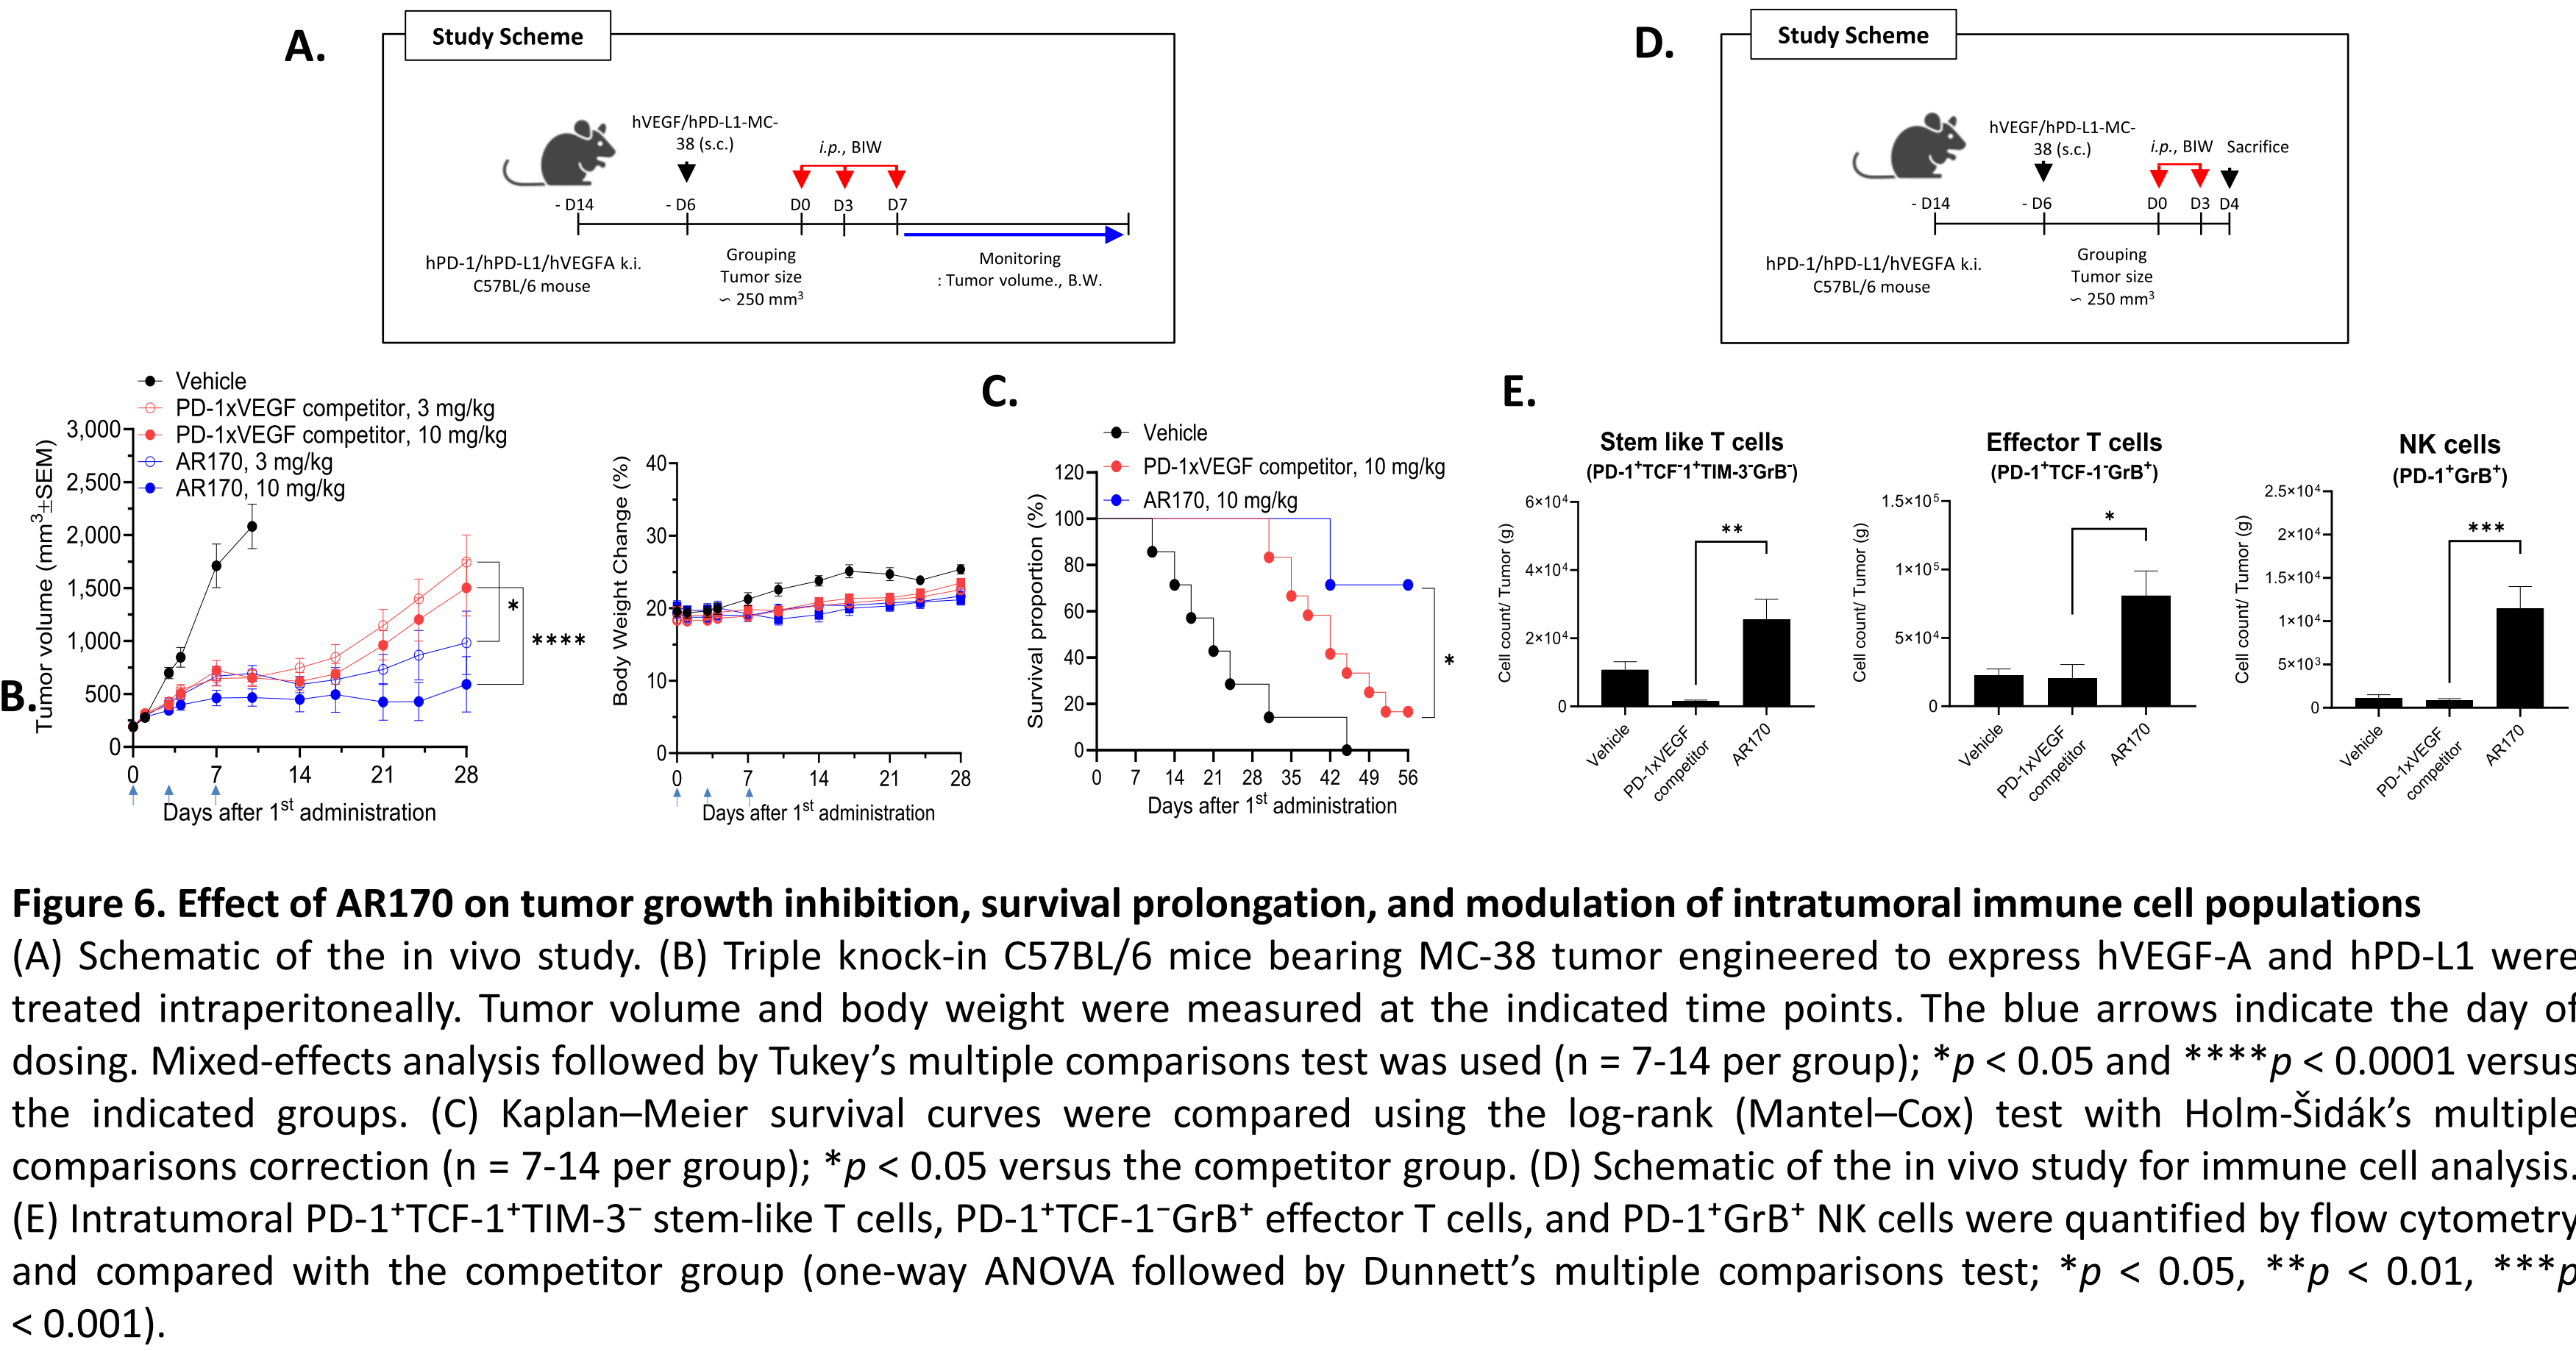 A.
Study Scheme
hVEGF/hPD-L1-MC-
38 (s.c.)
i.p., BIW
- D14
- D6
D0
D3
D7
hPD-1/hPD-L1/hVEGFA k.i.
C57BL/6 mouse
Grouping
Tumor size
∽ 250 mm³
Monitoring
: Tumor volume., B.W.
D.
Study Scheme
hVEGF/hPD-L1-MC-
38 (s.c.)
i.p., BIW
Sacrifice
- D14
- D6
D0
D3
D4
hPD-1/hPD-L1/hVEGFA k.i.
C57BL/6 mouse
Grouping
Tumor size
∽ 250 mm³
B.
Vehicle
PD-1xVEGF competitor, 3 mg/kg
PD-1xVEGF competitor, 10 mg/kg
AR170, 3 mg/kg
AR170, 10 mg/kg
Tumor volume (mm³±SEM)
3,000
2,500
2,000
1,500
1,000
500
0
0 7 14 21 28
Days after 1st administration
*
****
Body Weight Change (%)
40
30
20
10
0
0 7 14 21 28
Days after 1st administration
C.
Vehicle
PD-1xVEGF competitor, 10 mg/kg
AR170, 10 mg/kg
Survival proportion (%)
120
100
80
60
40
20
0
0 7 14 21 28 35 42 49 56
Days after 1st administration
*
E.
Stem like T cells
(PD-1⁺TCF⁻1⁺TIM-3⁻GrB⁻)
Cell count/ Tumor (g)
6×10⁴
4×10⁴
2×10⁴
0
**
Vehicle
PD-1xVEGF
competitor
AR170
Effector T cells
(PD-1⁺TCF-1⁻GrB⁺)
Cell count/ Tumor (g)
1.5×10⁵
1×10⁵
5×10⁴
0
*
Vehicle
PD-1xVEGF
competitor
AR170
NK cells
(PD-1⁺GrB⁺)
Cell count/ Tumor (g)
2.5×10⁴
2×10⁴
1.5×10⁴
1×10⁴
5×10³
0
***
Vehicle
PD-1xVEGF
competitor
AR170
Figure 6. Effect of AR170 on tumor growth inhibition, survival prolongation, and modulation of intratumoral immune cell populations
(A) Schematic of the in vivo study. (B) Triple knock-in C57BL/6 mice bearing MC-38 tumor engineered to express hVEGF-A and hPD-L1 were
treated intraperitoneally. Tumor volume and body weight were measured at the indicated time points. The blue arrows indicate the day of
dosing. Mixed-effects analysis followed by Tukey’s multiple comparisons test was used (n = 7-14 per group); *p < 0.05 and ****p < 0.0001 versus
the indicated groups. (C) Kaplan–Meier survival curves were compared using the log-rank (Mantel–Cox) test with Holm-Šidák’s multiple
comparisons correction (n = 7-14 per group); *p < 0.05 versus the competitor group. (D) Schematic of the in vivo study for immune cell analysis.
(E) Intratumoral PD-1⁺TCF-1⁺TIM-3⁻ stem-like T cells, PD-1⁺TCF-1⁻GrB⁺ effector T cells, and PD-1⁺GrB⁺ NK cells were quantified by flow cytometry
and compared with the competitor group (one-way ANOVA followed by Dunnett’s multiple comparisons test; *p < 0.05, **p < 0.01, ***p
< 0.001).